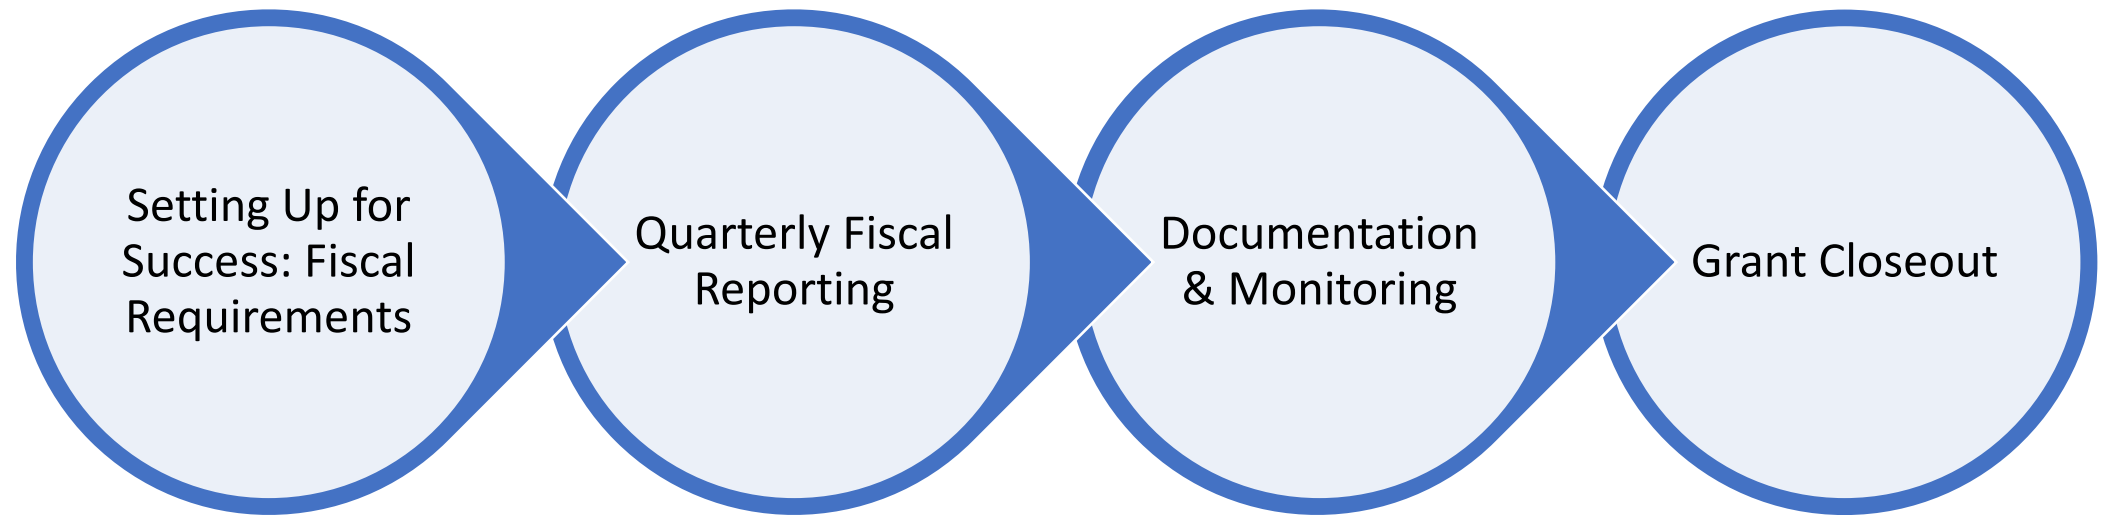 Setting Up for
Success: Fiscal
Requirements
Quarterly Fiscal
Reporting
Documentation
& Monitoring
Grant Closeout